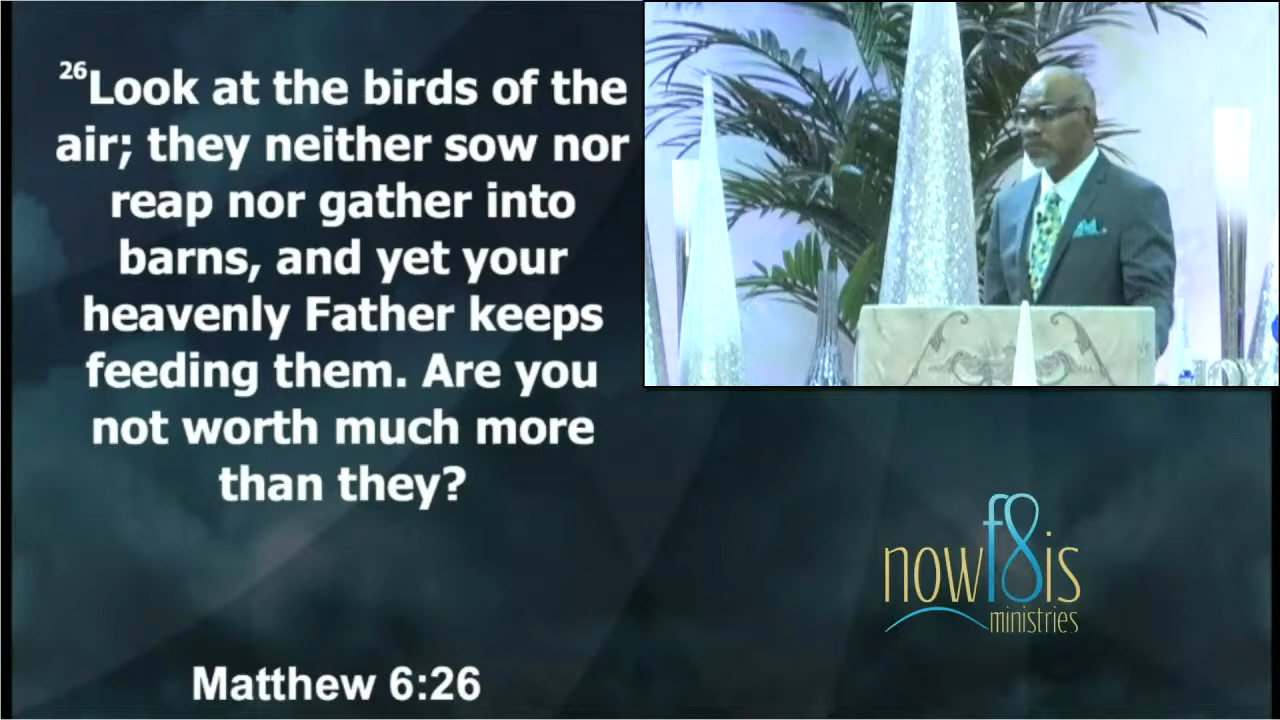 26Look at the birds of the
air; they neither sow nor
reap nor gather into
barns, and yet your
heavenly Father keeps
feeding them. Are you
not worth much more
than they?
Matthew 6:26
nowf8is
ministries